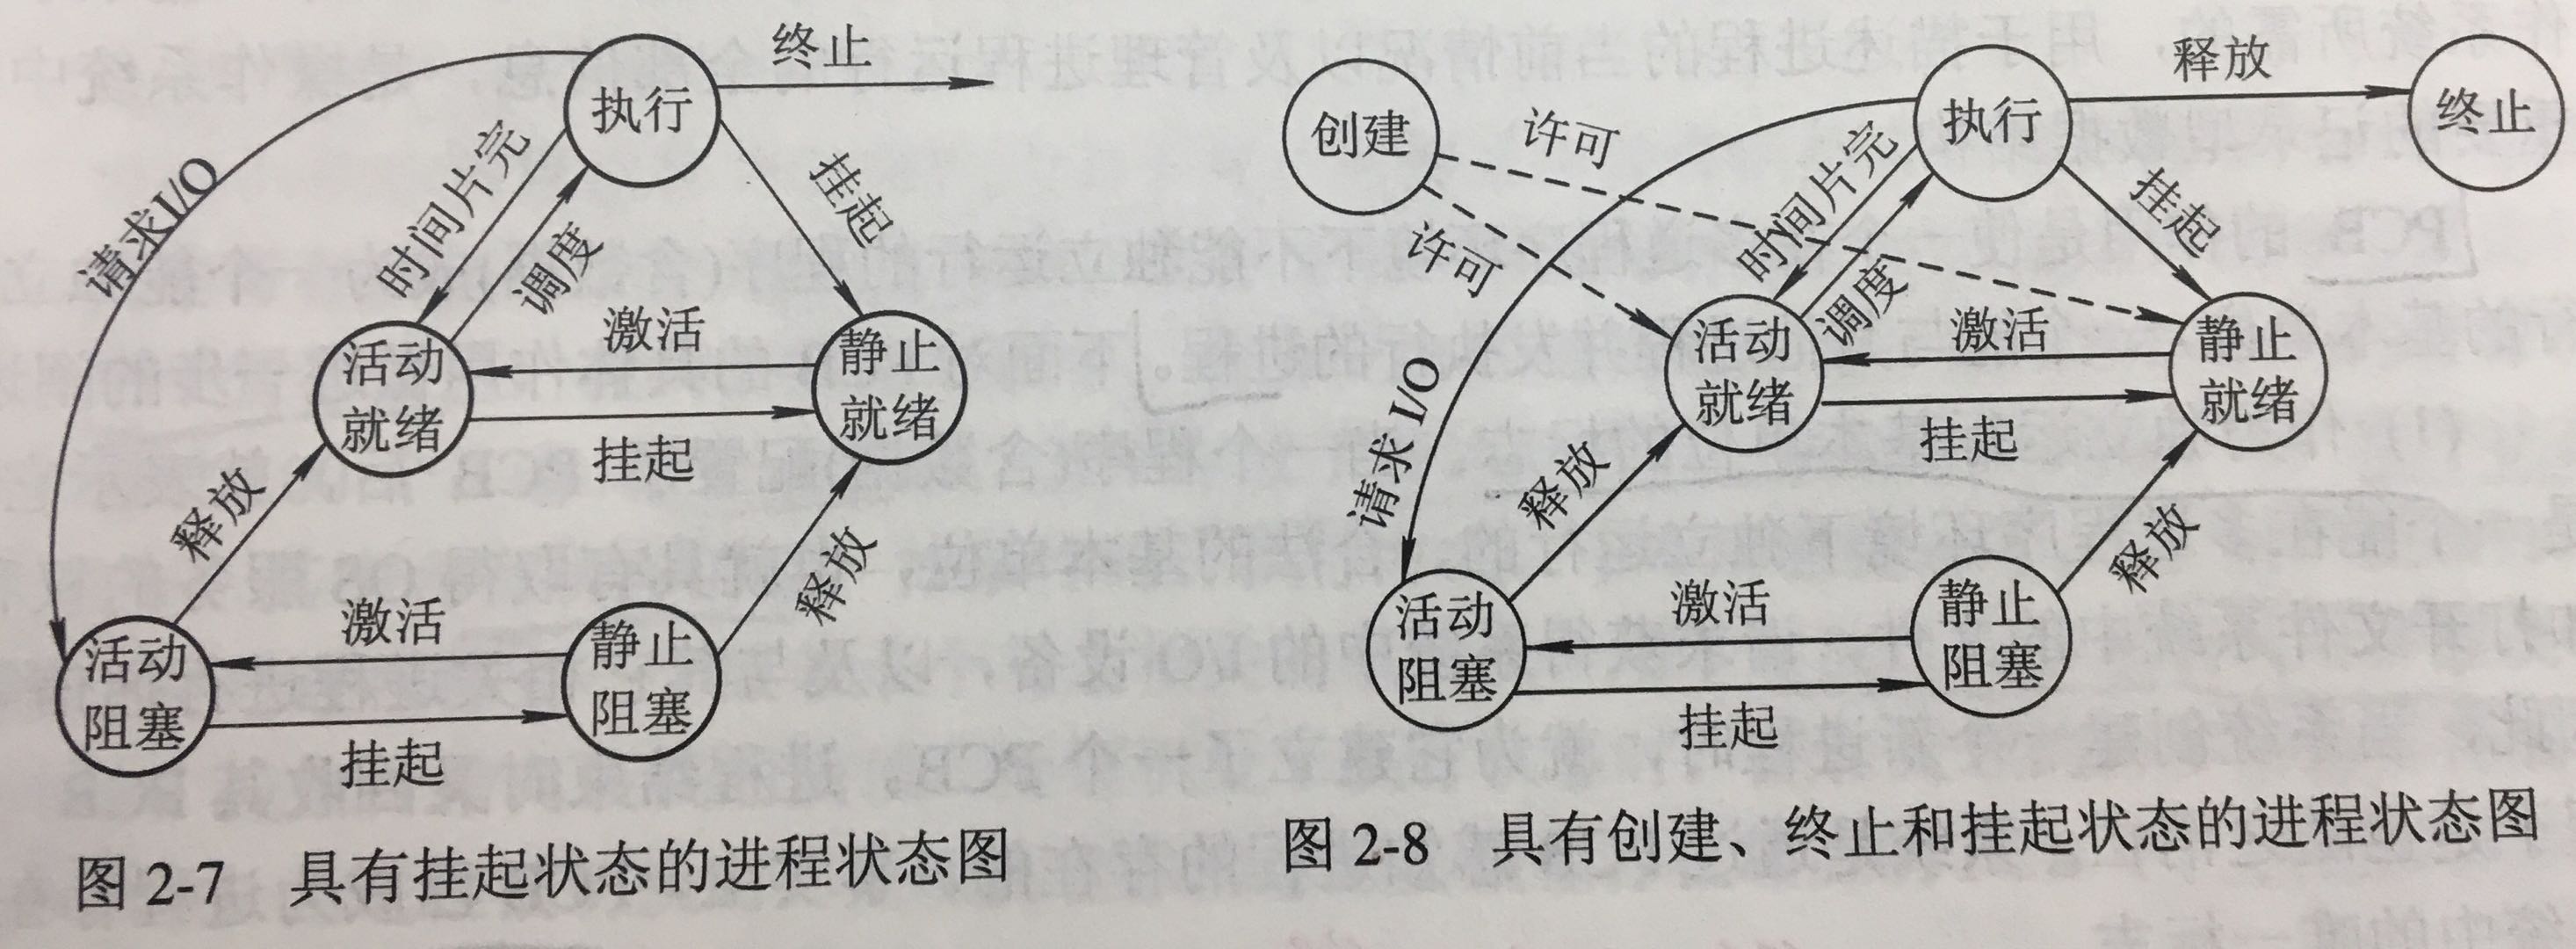 终止
执行
请求I/O
时间片完
调度
挂起
激活
活动
就绪
静止
就绪
挂起
释放
释放
激活
活动
阻塞
静止
阻塞
挂起
图 2-7 具有挂起状态的进程状态图
释放
创建
执行
终止
许可
许可
时间片完
调度
挂起
请求 I/O
激活
活动
就绪
静止
就绪
挂起
释放
释放
激活
活动
阻塞
静止
阻塞
挂起
图 2-8 具有创建、终止和挂起状态的进程状态图